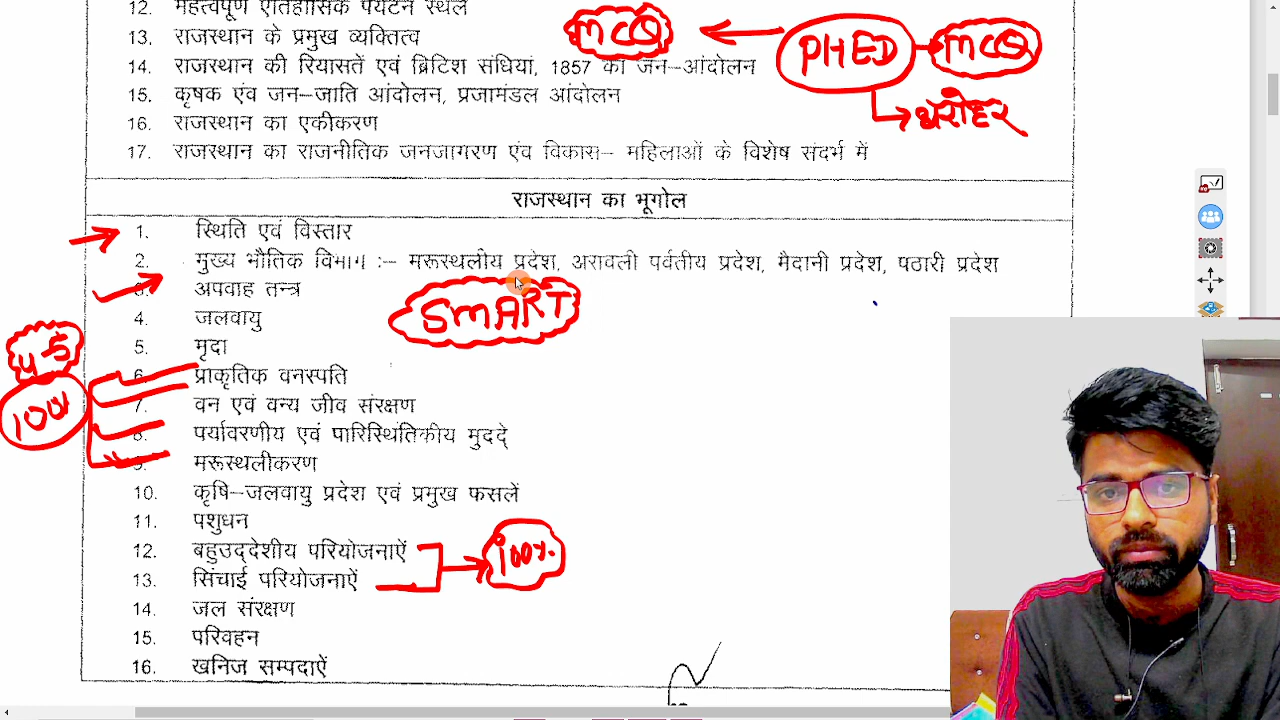 12. महत्वपूर्ण ऐतिहासिक पर्यटन स्थल
13. राजस्थान के प्रमुख व्यक्तित्व
MCQ
PHED
MCQ
14. राजस्थान की रियासतें एवं ब्रिटिश संधियां, 1857 का जन–आंदोलन
15. कृषक एंव जन–जाति आंदोलन, प्रजामंडल आंदोलन
धरोहर
16. राजस्थान का एकीकरण
17. राजस्थान का राजनीतिक जनजागरण एंव विकास– महिलाओं के विशेष संदर्भ में
राजस्थान का भूगोल
1. स्थिति एवं विस्तार
2. मुख्य भौतिक विभाग :– मरूस्थलीय प्रदेश, अरावली पर्वतीय प्रदेश, मैदानी प्रदेश, पठारी प्रदेश
3. अपवाह तन्त्र
SMART
4. जलवायु
5. मृदा
4-5
6. प्राकृतिक वनस्पति
7. वन एवं वन्य जीव संरक्षण
100%
8. पर्यावरणीय एवं पारिस्थितिकीय मुददे्
9. मरूस्थलीकरण
10. कृषि–जलवायु प्रदेश एवं प्रमुख फसलें
11. पशुधन
12. बहुउद्देशीय परियोजनाऐं
100%.
13. सिंचाई परियोजनाऐं
14. जल संरक्षण
15. परिवहन
16. खनिज सम्पदाऐं